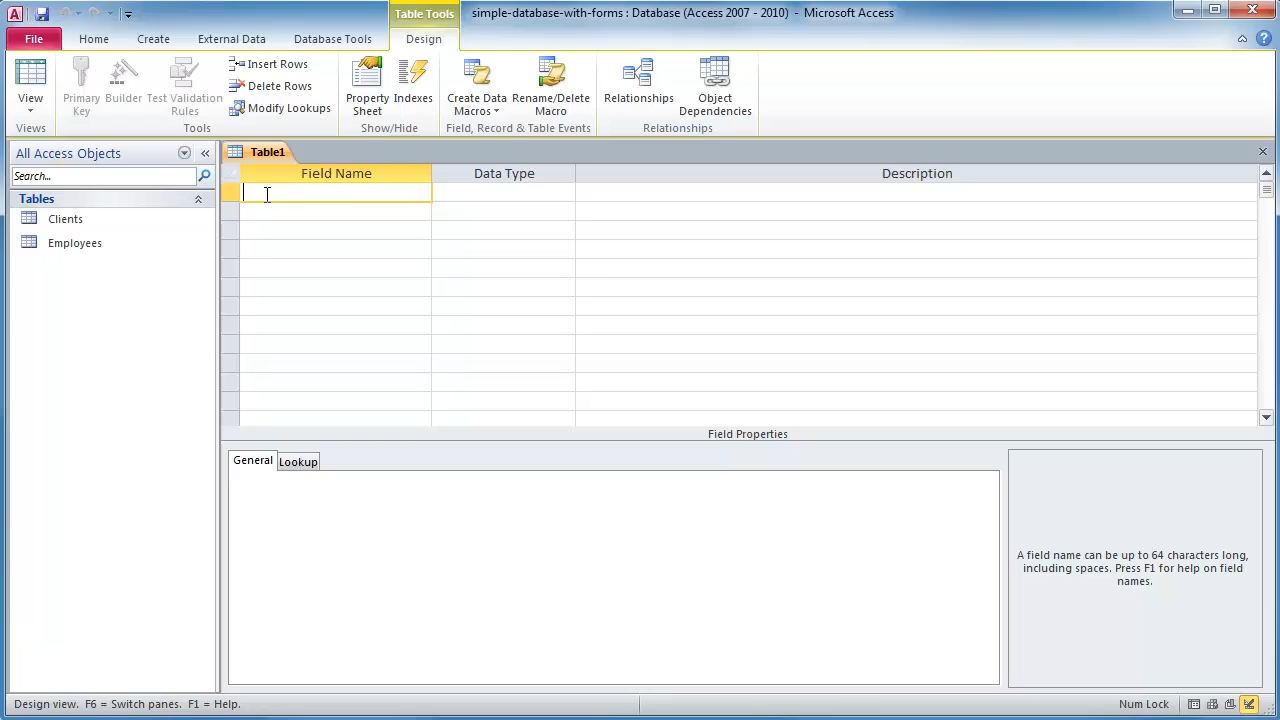 Table Tools
simple-database-with-forms : Database (Access 2007 - 2010) - Microsoft Access
File Home Create External Data Database Tools Design
View
Primary Key
Builder
Test Validation Rules
Insert Rows
Delete Rows
Modify Lookups
Property Sheet
Indexes
Create Data Macros
Rename/Delete Macro
Relationships
Object Dependencies
Views Tools Show/Hide Field, Record & Table Events Relationships
All Access Objects
Search...
Tables
Clients
Employees
Table1
Field Name Data Type Description
Field Properties
General Lookup
A field name can be up to 64 characters long,
including spaces. Press F1 for help on field
names.
Design view. F6 = Switch panes. F1 = Help.
Num Lock